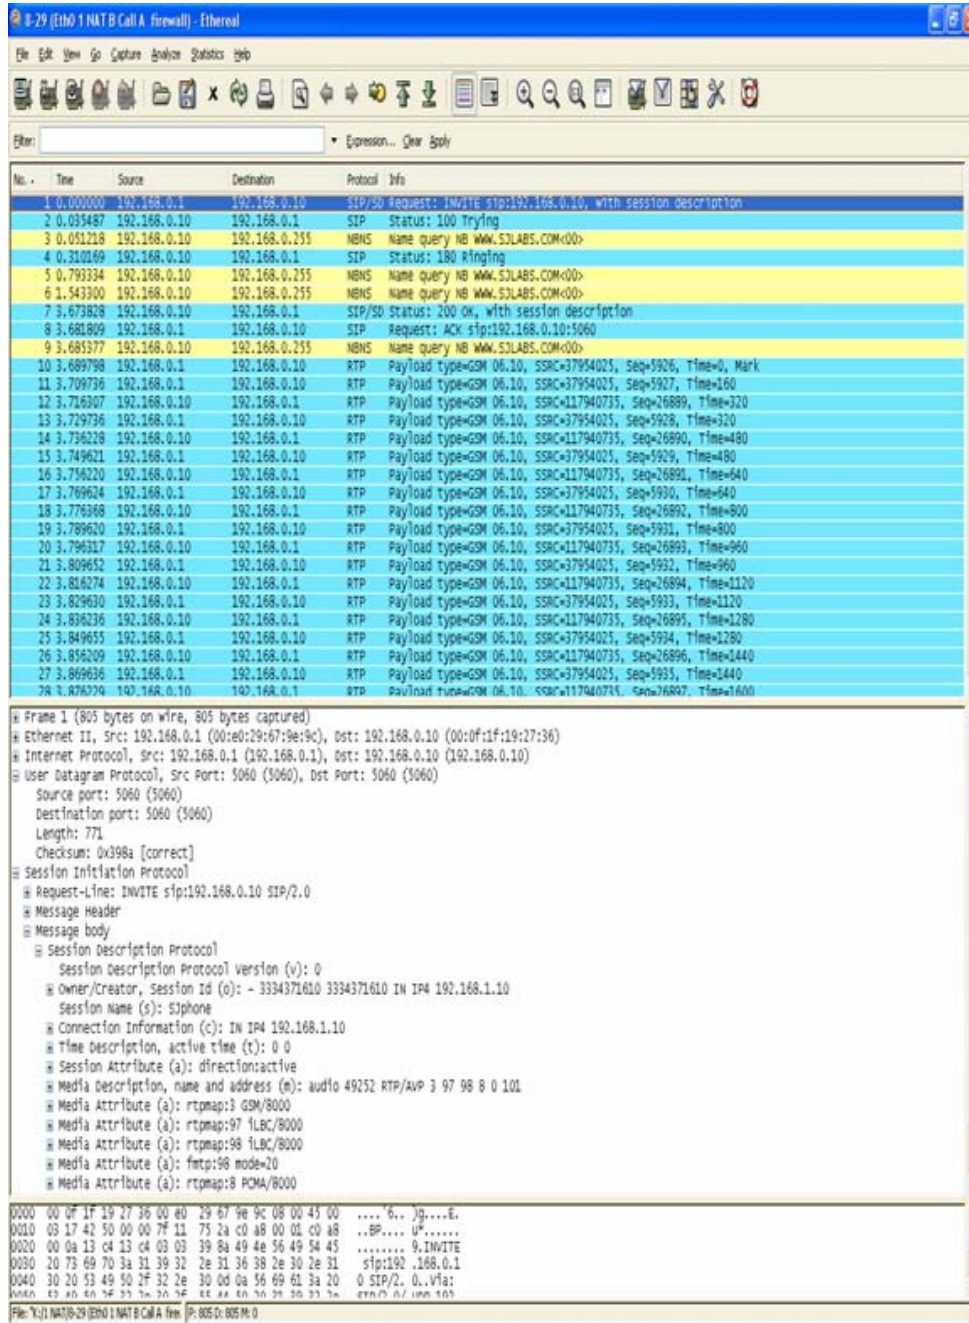 8-29 (Eth0 1 NAT B Call A firewall) - Ethereal
File Edit View Go Capture Analyze Statistics Help
Filter: Expression... Clear Apply
No. - Time Source Destination Protocol Info
1 0.000000 192.168.0.1 192.168.0.10 SIP/SD Request: INVITE sip:192.168.0.10, with session description
2 0.035487 192.168.0.10 192.168.0.1 SIP Status: 100 Trying
3 0.051218 192.168.0.10 192.168.0.255 NBNS Name query NB WWW.SJLABS.COM<00>
4 0.310169 192.168.0.10 192.168.0.1 SIP Status: 180 Ringing
5 0.793334 192.168.0.10 192.168.0.255 NBNS Name query NB WWW.SJLABS.COM<00>
6 1.543300 192.168.0.10 192.168.0.255 NBNS Name query NB WWW.SJLABS.COM<00>
7 3.673828 192.168.0.10 192.168.0.1 SIP/SD Status: 200 OK, with session description
8 3.681809 192.168.0.1 192.168.0.10 SIP Request: ACK sip:192.168.0.10:5060
9 3.685377 192.168.0.10 192.168.0.255 NBNS Name query NB WWW.SJLABS.COM<00>
10 3.689798 192.168.0.1 192.168.0.10 RTP Payload type=GSM 06.10, SSRC=37954025, Seq=5926, Time=0, Mark
11 3.709736 192.168.0.1 192.168.0.10 RTP Payload type=GSM 06.10, SSRC=37954025, Seq=5927, Time=160
12 3.716307 192.168.0.10 192.168.0.1 RTP Payload type=GSM 06.10, SSRC=117940735, Seq=26889, Time=320
13 3.729736 192.168.0.1 192.168.0.10 RTP Payload type=GSM 06.10, SSRC=37954025, Seq=5928, Time=320
14 3.736228 192.168.0.10 192.168.0.1 RTP Payload type=GSM 06.10, SSRC=117940735, Seq=26890, Time=480
15 3.749621 192.168.0.1 192.168.0.10 RTP Payload type=GSM 06.10, SSRC=37954025, Seq=5929, Time=480
16 3.756220 192.168.0.10 192.168.0.1 RTP Payload type=GSM 06.10, SSRC=117940735, Seq=26891, Time=640
17 3.769624 192.168.0.1 192.168.0.10 RTP Payload type=GSM 06.10, SSRC=37954025, Seq=5930, Time=640
18 3.776368 192.168.0.10 192.168.0.1 RTP Payload type=GSM 06.10, SSRC=117940735, Seq=26892, Time=800
19 3.789620 192.168.0.1 192.168.0.10 RTP Payload type=GSM 06.10, SSRC=37954025, Seq=5931, Time=800
20 3.796317 192.168.0.10 192.168.0.1 RTP Payload type=GSM 06.10, SSRC=117940735, Seq=26893, Time=960
21 3.809652 192.168.0.1 192.168.0.10 RTP Payload type=GSM 06.10, SSRC=37954025, Seq=5932, Time=960
22 3.816274 192.168.0.10 192.168.0.1 RTP Payload type=GSM 06.10, SSRC=117940735, Seq=26894, Time=1120
23 3.829630 192.168.0.1 192.168.0.10 RTP Payload type=GSM 06.10, SSRC=37954025, Seq=5933, Time=1120
24 3.836236 192.168.0.10 192.168.0.1 RTP Payload type=GSM 06.10, SSRC=117940735, Seq=26895, Time=1280
25 3.849655 192.168.0.1 192.168.0.10 RTP Payload type=GSM 06.10, SSRC=37954025, Seq=5934, Time=1280
26 3.856209 192.168.0.10 192.168.0.1 RTP Payload type=GSM 06.10, SSRC=117940735, Seq=26896, Time=1440
27 3.869636 192.168.0.1 192.168.0.10 RTP Payload type=GSM 06.10, SSRC=37954025, Seq=5935, Time=1440
28 3.876229 192.168.0.10 192.168.0.1 RTP Payload type=GSM 06.10, SSRC=117940735, Seq=26897, Time=1600
Frame 1 (805 bytes on wire, 805 bytes captured)
Ethernet II, Src: 192.168.0.1 (00:e0:29:67:9e:9c), Dst: 192.168.0.10 (00:0f:1f:19:27:36)
Internet Protocol, Src: 192.168.0.1 (192.168.0.1), Dst: 192.168.0.10 (192.168.0.10)
User Datagram Protocol, Src Port: 5060 (5060), Dst Port: 5060 (5060)
Source port: 5060 (5060)
Destination port: 5060 (5060)
Length: 771
Checksum: 0x398a [correct]
Session Initiation Protocol
Request-Line: INVITE sip:192.168.0.10 SIP/2.0
Message Header
Message body
Session Description Protocol
Session Description Protocol Version (v): 0
Owner/Creator, Session Id (o): - 3334371610 3334371610 IN IP4 192.168.1.10
Session Name (s): SJphone
Connection Information (c): IN IP4 192.168.1.10
Time Description, active time (t): 0 0
Session Attribute (a): direction:active
Media Description, name and address (m): audio 49252 RTP/AVP 3 97 98 8 0 101
Media Attribute (a): rtpmap:3 GSM/8000
Media Attribute (a): rtpmap:97 iLBC/8000
Media Attribute (a): rtpmap:98 iLBC/8000
Media Attribute (a): fmtp:98 mode=20
Media Attribute (a): rtpmap:8 PCMA/8000
0000 00 0f 1f 19 27 36 00 e0 29 67 9e 9c 08 00 45 00 ....'6.. )g....E.
0010 03 17 42 50 00 00 7f 11 75 2a c0 a8 00 01 c0 a8 ..BP.... u*......
0020 00 0a 13 c4 13 c4 03 03 39 8a 49 4e 56 49 54 45 ........ 9.INVITE
0030 20 73 69 70 3a 31 39 32 2e 31 36 38 2e 30 2e 31 sip:192 .168.0.1
0040 30 20 53 49 50 2f 32 2e 30 0d 0a 56 69 61 3a 20 0 SIP/2. 0..Via:
P: 805 D: 805 M: 0